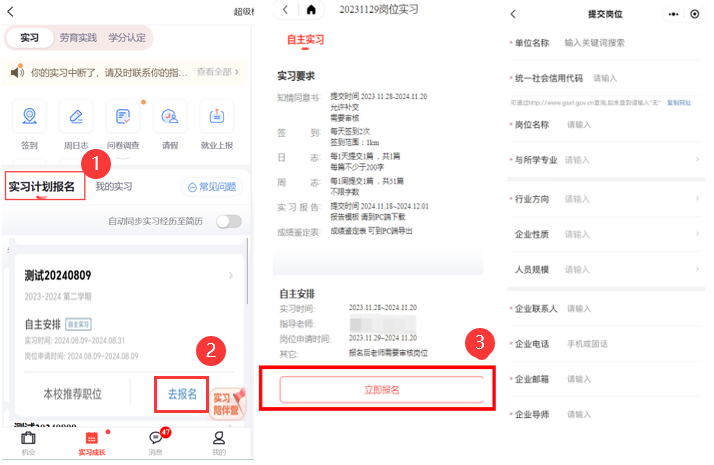 超级
实习
劳育实践
学分认定
你的实习中断了，请及时联系你的指...
查看全部
签到
周日志
问卷调查
请假
就业上报
1
实习计划报名
我的实习
常见问题
自动同步实习经历至简历
测试20240809
2023-2024 第二学期
自主安排
自主实习
实习时间: 2024.08.09~2024.08.31
岗位申请时间: 2024.08.09~2024.08.09
2
本校推荐职位
去报名
实习
陪伴营
测试20240809
机会
实习成长
47
消息
我的
20231129岗位实习
自主实习
实习要求
知情同意书: 提交时间 2023.11.28-2024.11.20
允许补交
需要审核
签 到: 每天签到2次
签到范围：1km
日 志: 每1天提交1篇 ，共1篇
每篇不少于200字
周 志: 每1周提交1篇 ，共51篇
不限字数
实 习 报 告: 提交时间 2024.11.18~2024.12.01
报告模板 请到PC端下载
成绩鉴定表: 成绩鉴定表 可到PC端导出
自主安排
实习时间: 2023.11.28~2024.11.20
指导老师:
岗位申请时间: 2023.11.29~2024.11.20
其它: 报名后老师需要审核岗位
3
立即报名
提交岗位
* 单位名称 输入关键词搜索
* 统一社会信用代码 请输入
可通过http://www.gsxt.gov.cn查询,如未查到请输入"无" 复制网址
* 岗位名称 请输入
* 与所学专业 请输入
* 行业方向 请输入
企业性质 请输入
人员规模 请输入
* 企业联系人 请输入
* 企业电话 手机或固话
* 企业邮箱 请输入
* 企业导师 请输入